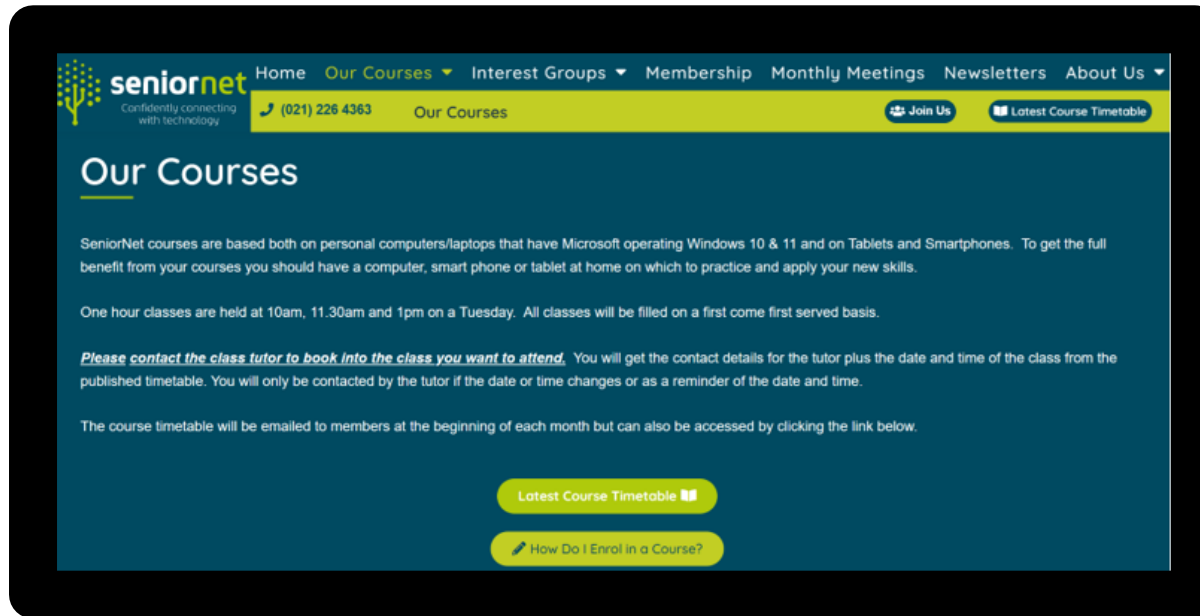 seniornet
Confidently connecting
with technology
Home Our Courses Interest Groups Membership Monthly Meetings Newsletters About Us
(021) 226 4363 Our Courses Join Us Latest Course Timetable
Our Courses
SeniorNet courses are based both on personal computers/laptops that have Microsoft operating Windows 10 & 11 and on Tablets and Smartphones. To get the full
benefit from your courses you should have a computer, smart phone or tablet at home on which to practice and apply your new skills.
One hour classes are held at 10am, 11.30am and 1pm on a Tuesday. All classes will be filled on a first come first served basis.
Please contact the class tutor to book into the class you want to attend. You will get the contact details for the tutor plus the date and time of the class from the
published timetable. You will only be contacted by the tutor if the date or time changes or as a reminder of the date and time.
The course timetable will be emailed to members at the beginning of each month but can also be accessed by clicking the link below.
Latest Course Timetable
How Do I Enrol in a Course?